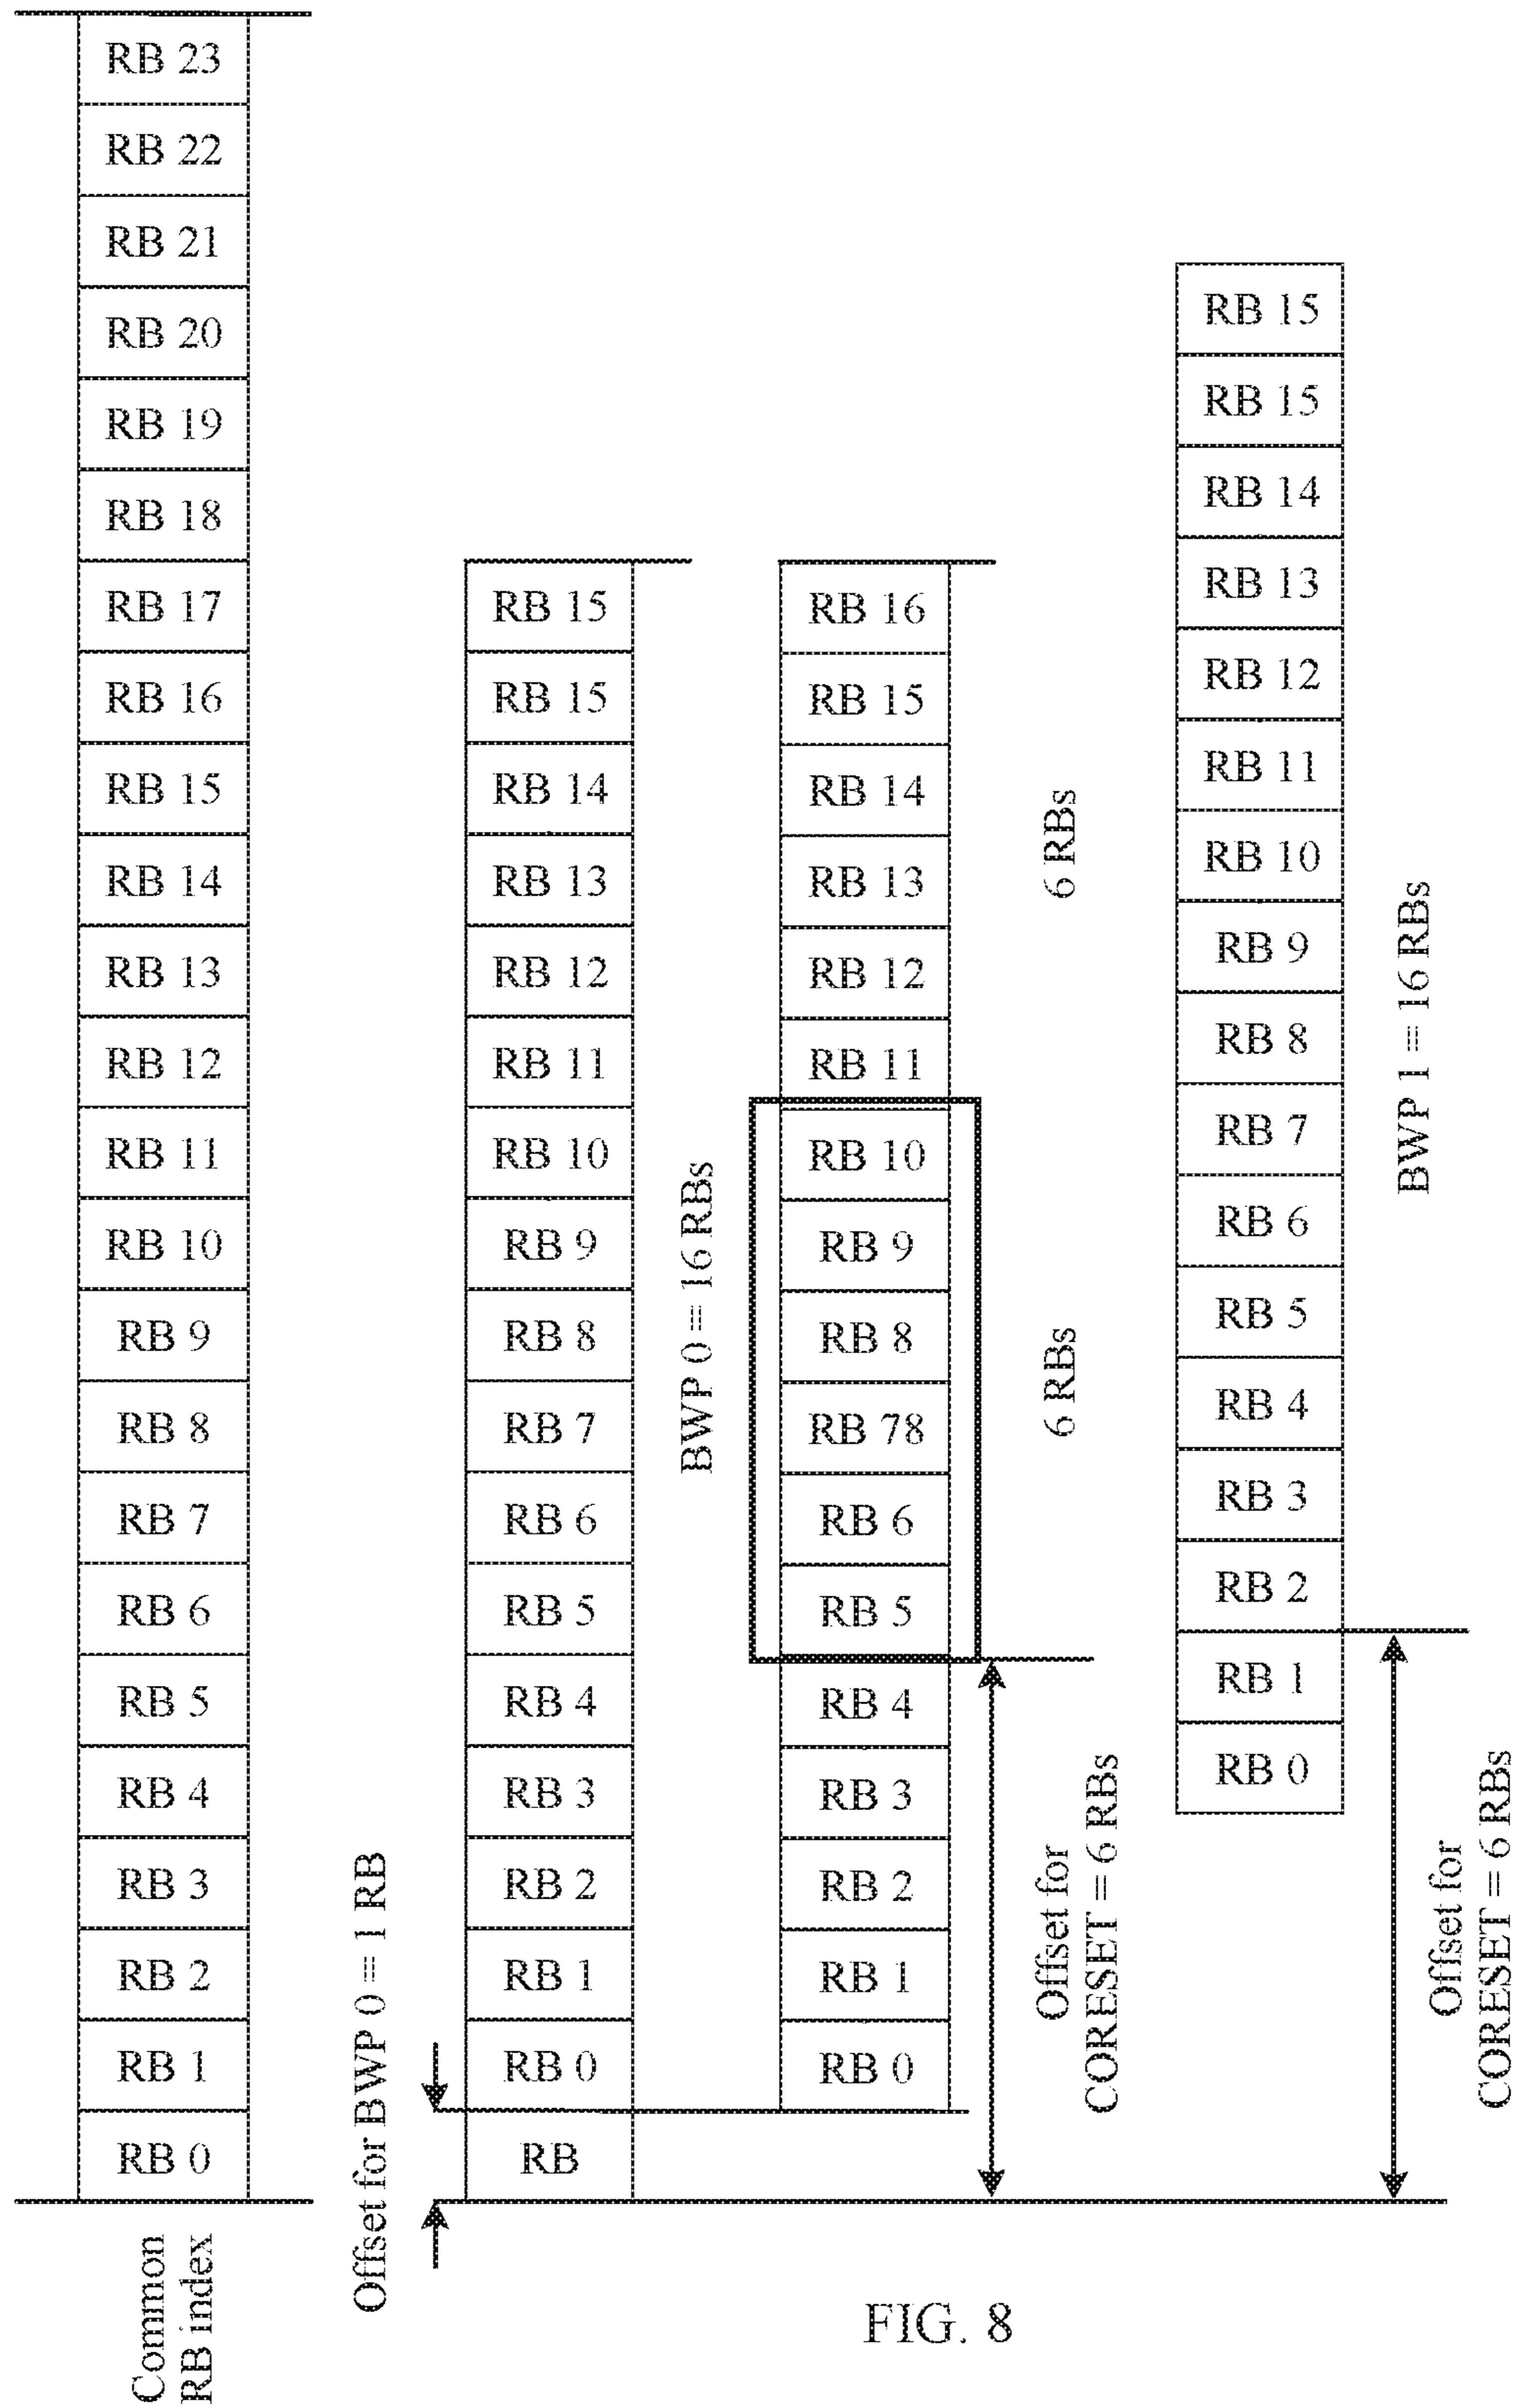 RB 23
RB 22
RB 21
RB 20
RB 19
RB 18
RB 17
RB 16
RB 15
RB 14
RB 13
RB 12
RB 11
RB 10
RB 9
RB 8
RB 7
RB 6
RB 5
RB 4
RB 3
RB 2
RB 1
RB 0
Common
RB index
Offset for BWP 0 = 1 RB
RB 15
RB 15
RB 14
RB 13
RB 12
RB 11
RB 10
RB 9
RB 8
RB 7
RB 6
RB 5
RB 4
RB 3
RB 2
RB 1
RB 0
RB
BWP 0 = 16 RBs
RB 16
RB 15
RB 14
RB 13
RB 12
RB 11
RB 10
RB 9
RB 8
RB 78
RB 6
RB 5
RB 4
RB 3
RB 2
RB 1
RB 0
6 RBs
6 RBs
Offset for
CORESET = 6 RBs
RB 15
RB 15
RB 14
RB 13
RB 12
RB 11
RB 10
RB 9
RB 8
RB 7
RB 6
RB 5
RB 4
RB 3
RB 2
RB 1
RB 0
BWP 1 = 16 RBs
Offset for
CORESET = 6 RBs
FIG. 8